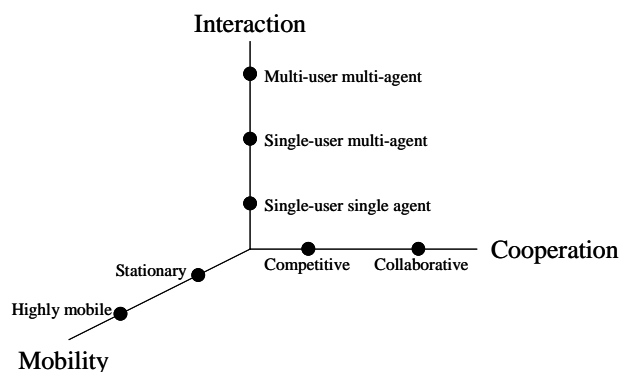 Interaction
Multi-user multi-agent
Single-user multi-agent
Single-user single agent
Cooperation
Competitive
Collaborative
Stationary
Highly mobile
Mobility